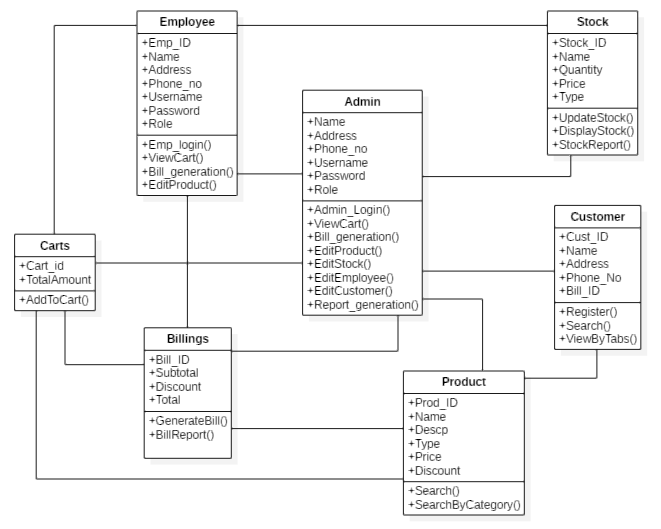 Employee
+Emp_ID
+Name
+Address
+Phone_no
+Username
+Password
+Role
+Emp_login()
+ViewCart()
+Bill_generation()
+EditProduct()
Stock
+Stock_ID
+Name
+Quantity
+Price
+Type
+UpdateStock()
+DisplayStock()
+StockReport()
Admin
+Name
+Address
+Phone_no
+Username
+Password
+Role
+Admin_Login()
+ViewCart()
+Bill_generation()
+EditProduct()
+EditStock()
+EditEmployee()
+EditCustomer()
+Report_generation()
Customer
+Cust_ID
+Name
+Address
+Phone_No
+Bill_ID
+Register()
+Search()
+ViewByTabs()
Carts
+Cart_id
+TotalAmount
+AddToCart()
Billings
+Bill_ID
+Subtotal
+Discount
+Total
+GenerateBill()
+BillReport()
Product
+Prod_ID
+Name
+Descp
+Type
+Price
+Discount
+Search()
+SearchByCategory()